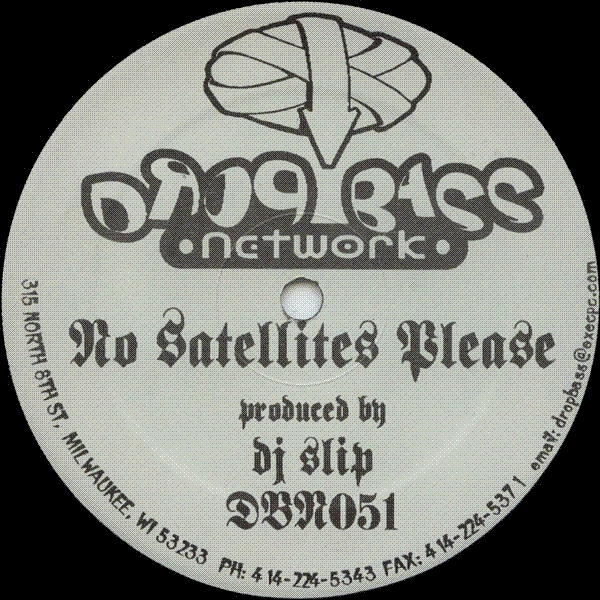 DRUG BASS
•network•
No Satellites Please
produced by
dj slip
DBN051
315 NORTH 8TH ST, MILWAUKEE, WI 53233 PH: 414-224-5343 FAX: 414-224-5371 email: dropbass@execpc.com